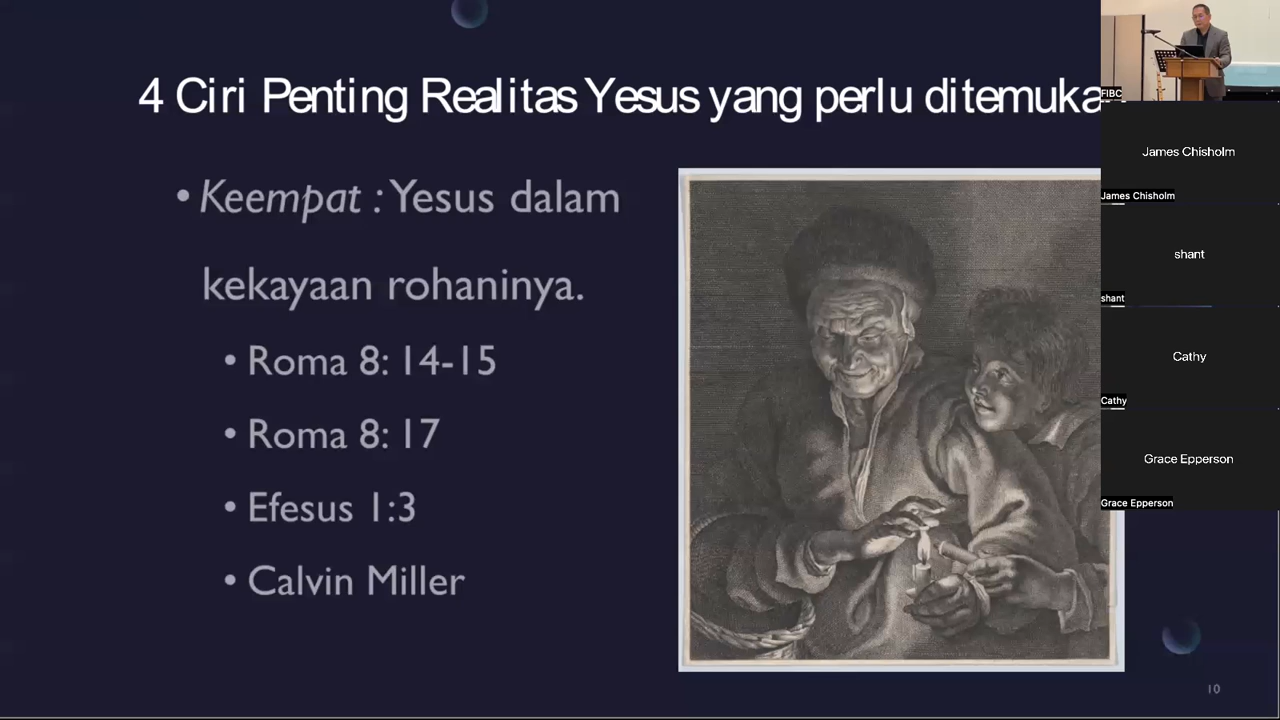 4 Ciri Penting Realitas Yesus yang perlu ditemuka
• Keempat : Yesus dalam
kekayaan rohaninya.
• Roma 8: 14-15
• Roma 8: 17
• Efesus 1:3
• Calvin Miller
10
FIBC
James Chisholm
James Chisholm
shant
shant
Cathy
Cathy
Grace Epperson
Grace Epperson